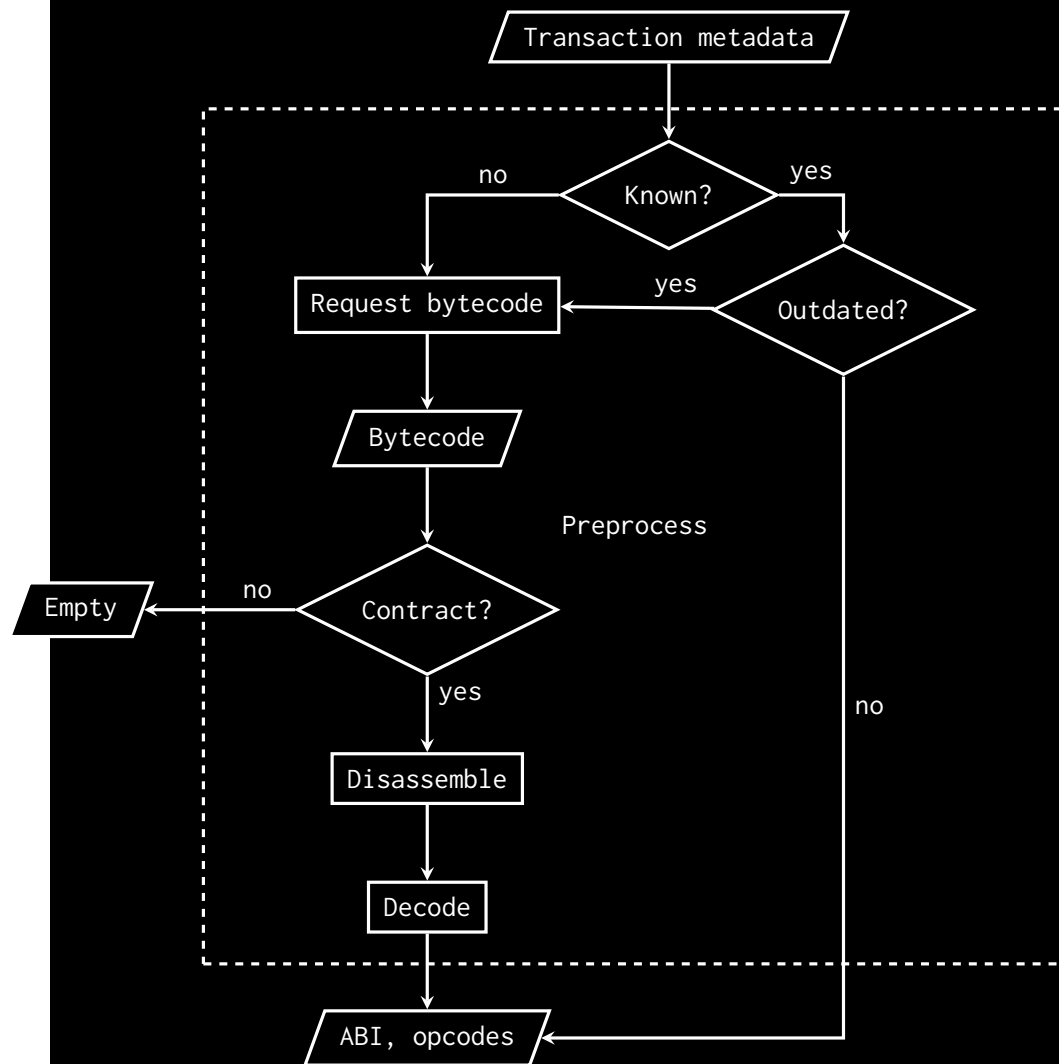 Transaction metadata
no
yes
Known?
yes
Request bytecode
Outdated?
Bytecode
Preprocess
no
Empty
Contract?
yes
no
Disassemble
Decode
ABI, opcodes